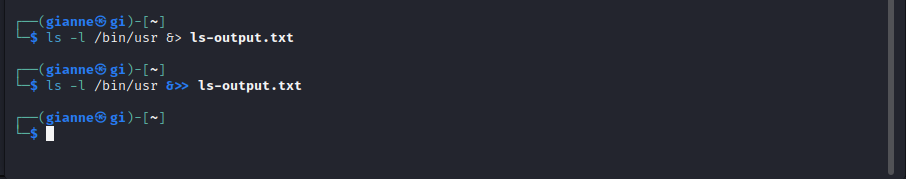 ┌──(gianne㉿gi)-[~]
└─$ ls -l /bin/usr &> ls-output.txt
┌──(gianne㉿gi)-[~]
└─$ ls -l /bin/usr &>> ls-output.txt
┌──(gianne㉿gi)-[~]
└─$